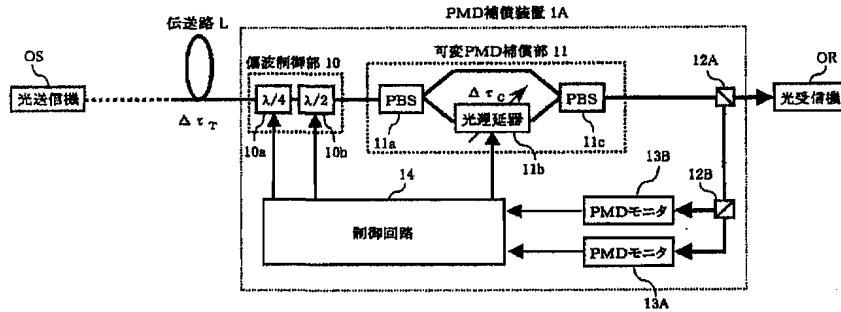 PMD補償装置 1A
伝送路 L
OS
偏波制御部 10
可変PMD補償部 11
12A
OR
光送信機
λ/4
λ/2
PBS
Δτc
PBS
光受信機
ΔτT
光遅延器
10a
10b
11a
11b
11c
14
13B
12B
制御回路
PMDモニタ
PMDモニタ
13A